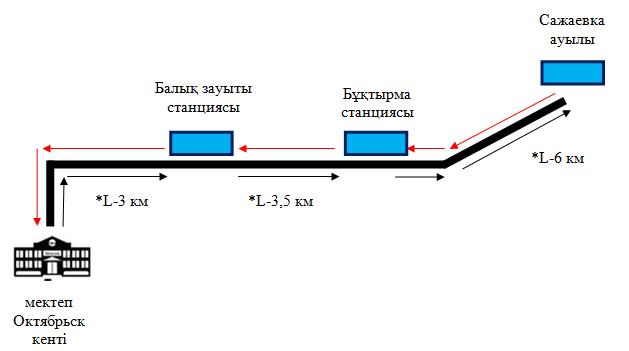 Сажаевка
ауылы
Балық зауыты
станциясы
Бұқтырма
станциясы
*L-6 км
*L-3 км
*L-3,5 км
мектеп
Октябрьск
кенті